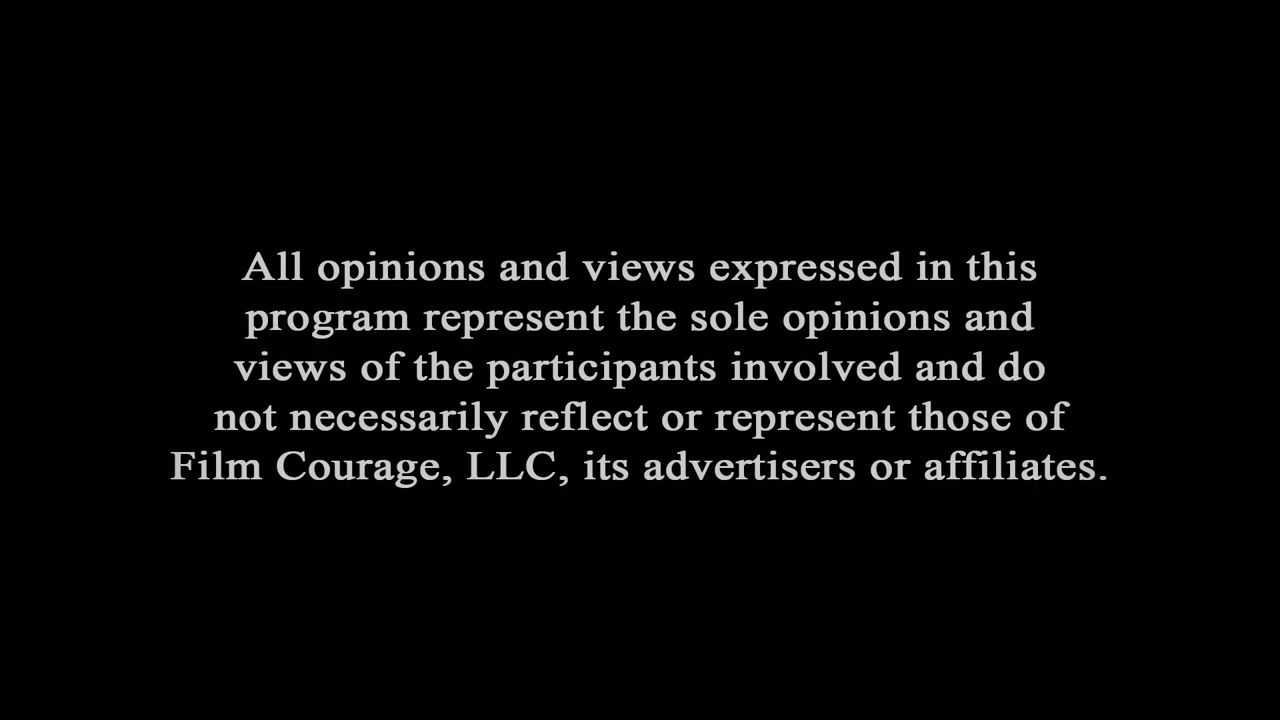 All opinions and views expressed in this
program represent the sole opinions and
views of the participants involved and do
not necessarily reflect or represent those of
Film Courage, LLC, its advertisers or affiliates.